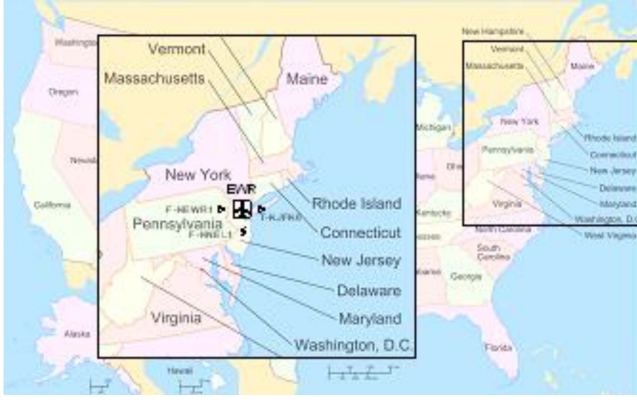 Washington
Oregon
California
Alaska
Hawaii
Vermont
Massachusetts
Maine
New York
EWR
F-HEWR1
Pennsylvania
F-HNEL1
Rhode Island
Connecticut
New Jersey
Delaware
Maryland
Washington, D.C.
Virginia
New Hampshire
Vermont
Massachusetts
Maine
New York
Michigan
Pennsylvania
Rhode Island
Connecticut
New Jersey
Delaware
Maryland
Washington, D.C.
West Virginia
Virginia
North Carolina
South
Carolina
Georgia
Florida